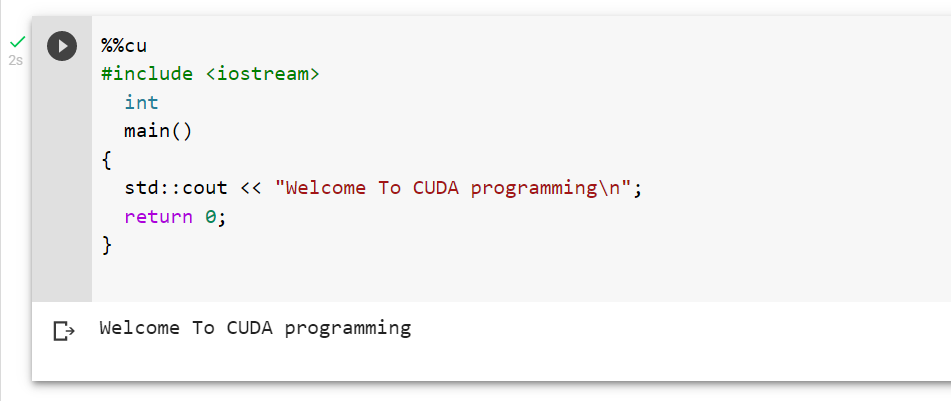 2s
%%cu
#include <iostream>
  int
  main()
{
  std::cout << "Welcome To CUDA programming\n";
  return 0;
}
Welcome To CUDA programming